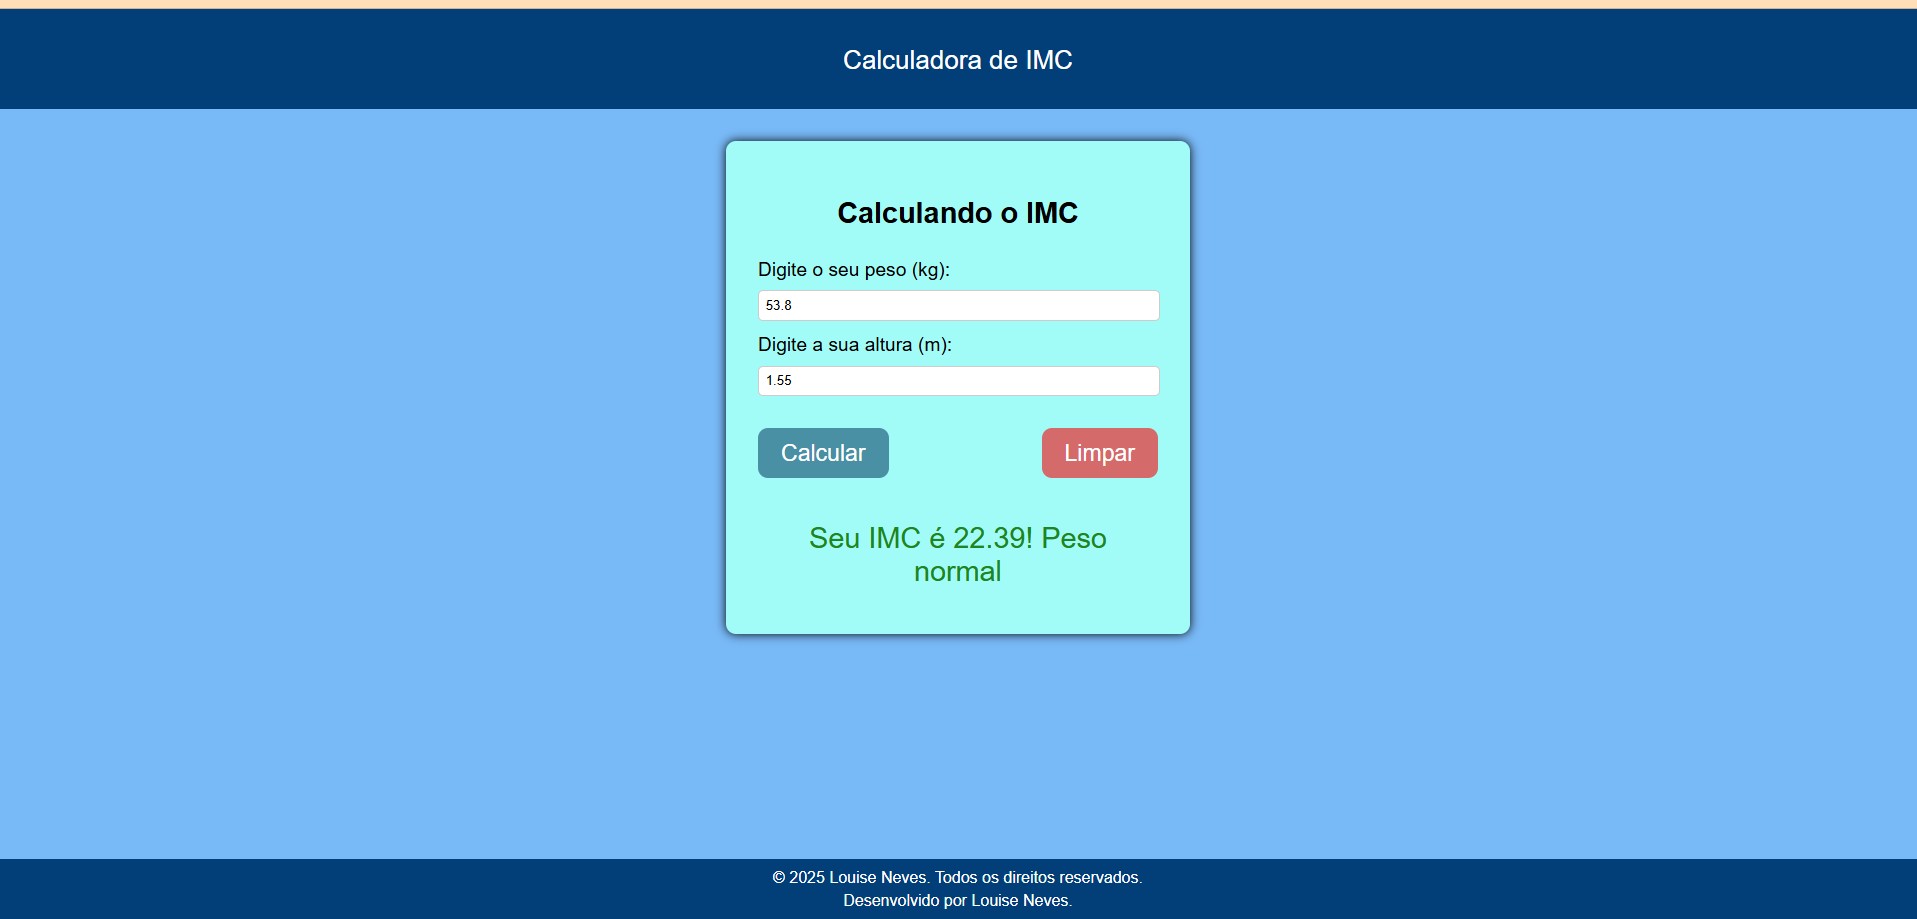 Calculadora de IMC
Calculando o IMC
Digite o seu peso (kg):
53.8
Digite a sua altura (m):
1.55
Calcular
Limpar
Seu IMC é 22.39! Peso
normal
© 2025 Louise Neves. Todos os direitos reservados.
Desenvolvido por Louise Neves.